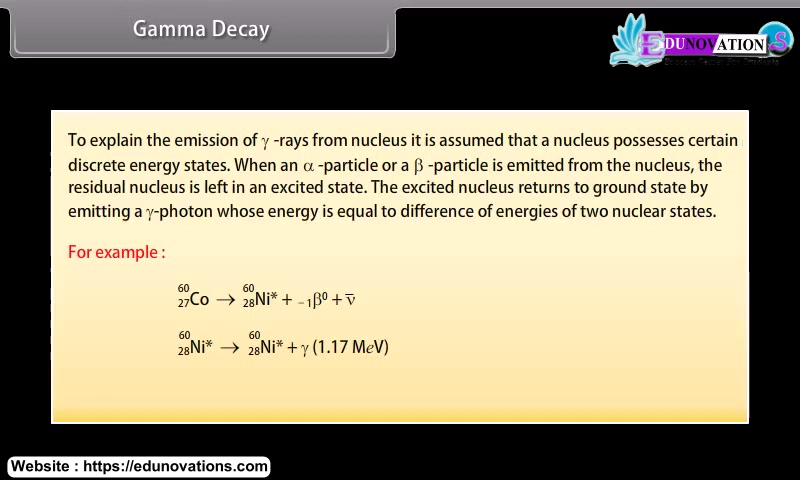 Gamma Decay
EDUNOVATIONS
To explain the emission of γ -rays from nucleus it is assumed that a nucleus possesses certain
discrete energy states. When an α -particle or a β -particle is emitted from the nucleus, the
residual nucleus is left in an excited state. The excited nucleus returns to ground state by
emitting a γ-photon whose energy is equal to difference of energies of two nuclear states.
For example :
⁶⁰₂₇Co → ⁶⁰₂₈Ni* + ₋₁β⁰ + ν̄
⁶⁰₂₈Ni* → ⁶⁰₂₈Ni* + γ (1.17 MeV)
Website : https://edunovations.com